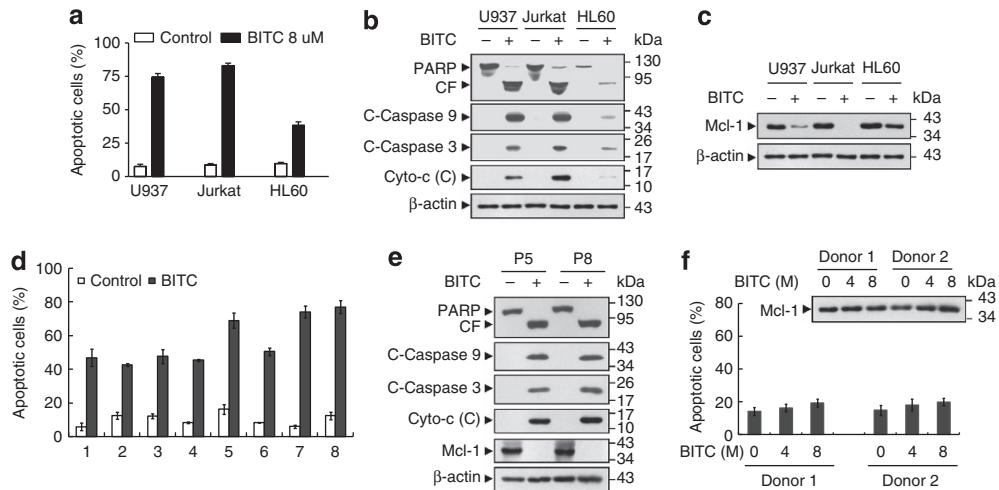 a
Control BITC 8 uM
Apoptotic cells (%)
100
75
50
25
0
U937 Jurkat HL60
b
U937 Jurkat HL60
BITC – + – + – + kDa
PARP 130
CF 95
C-Caspase 9 43
34
C-Caspase 3 26
17
Cyto-c (C) 17
10
β-actin 43
c
U937 Jurkat HL60
BITC – + – + – + kDa
Mcl-1 43
34
β-actin 43
d
Control BITC
Apoptotic cells (%)
100
80
60
40
20
0
1 2 3 4 5 6 7 8
e
P5 P8
BITC – + – + kDa
PARP 130
CF 95
C-Caspase 9 43
34
C-Caspase 3 26
17
Cyto-c (C) 17
10
Mcl-1 43
34
β-actin 43
f
Donor 1 Donor 2
BITC (M) 0 4 8 0 4 8 kDa
Mcl-1 43
34
Apoptotic cells (%)
80
60
40
20
0
BITC (M) 0 4 8 0 4 8
Donor 1 Donor 2